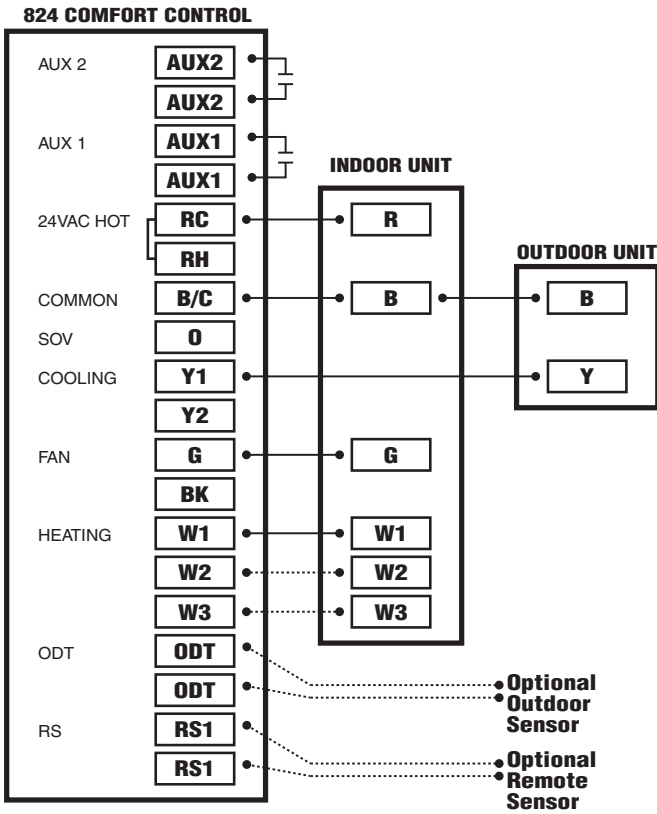 824 COMFORT CONTROL
AUX 2 AUX2
AUX2
AUX 1 AUX1
AUX1
INDOOR UNIT
24VAC HOT RC R
RH
OUTDOOR UNIT
COMMON B/C B B
SOV O
COOLING Y1 Y
Y2
FAN G G
BK
HEATING W1 W1
W2 W2
W3 W3
ODT ODT
ODT
Optional
Outdoor
Sensor
RS RS1
RS1
Optional
Remote
Sensor